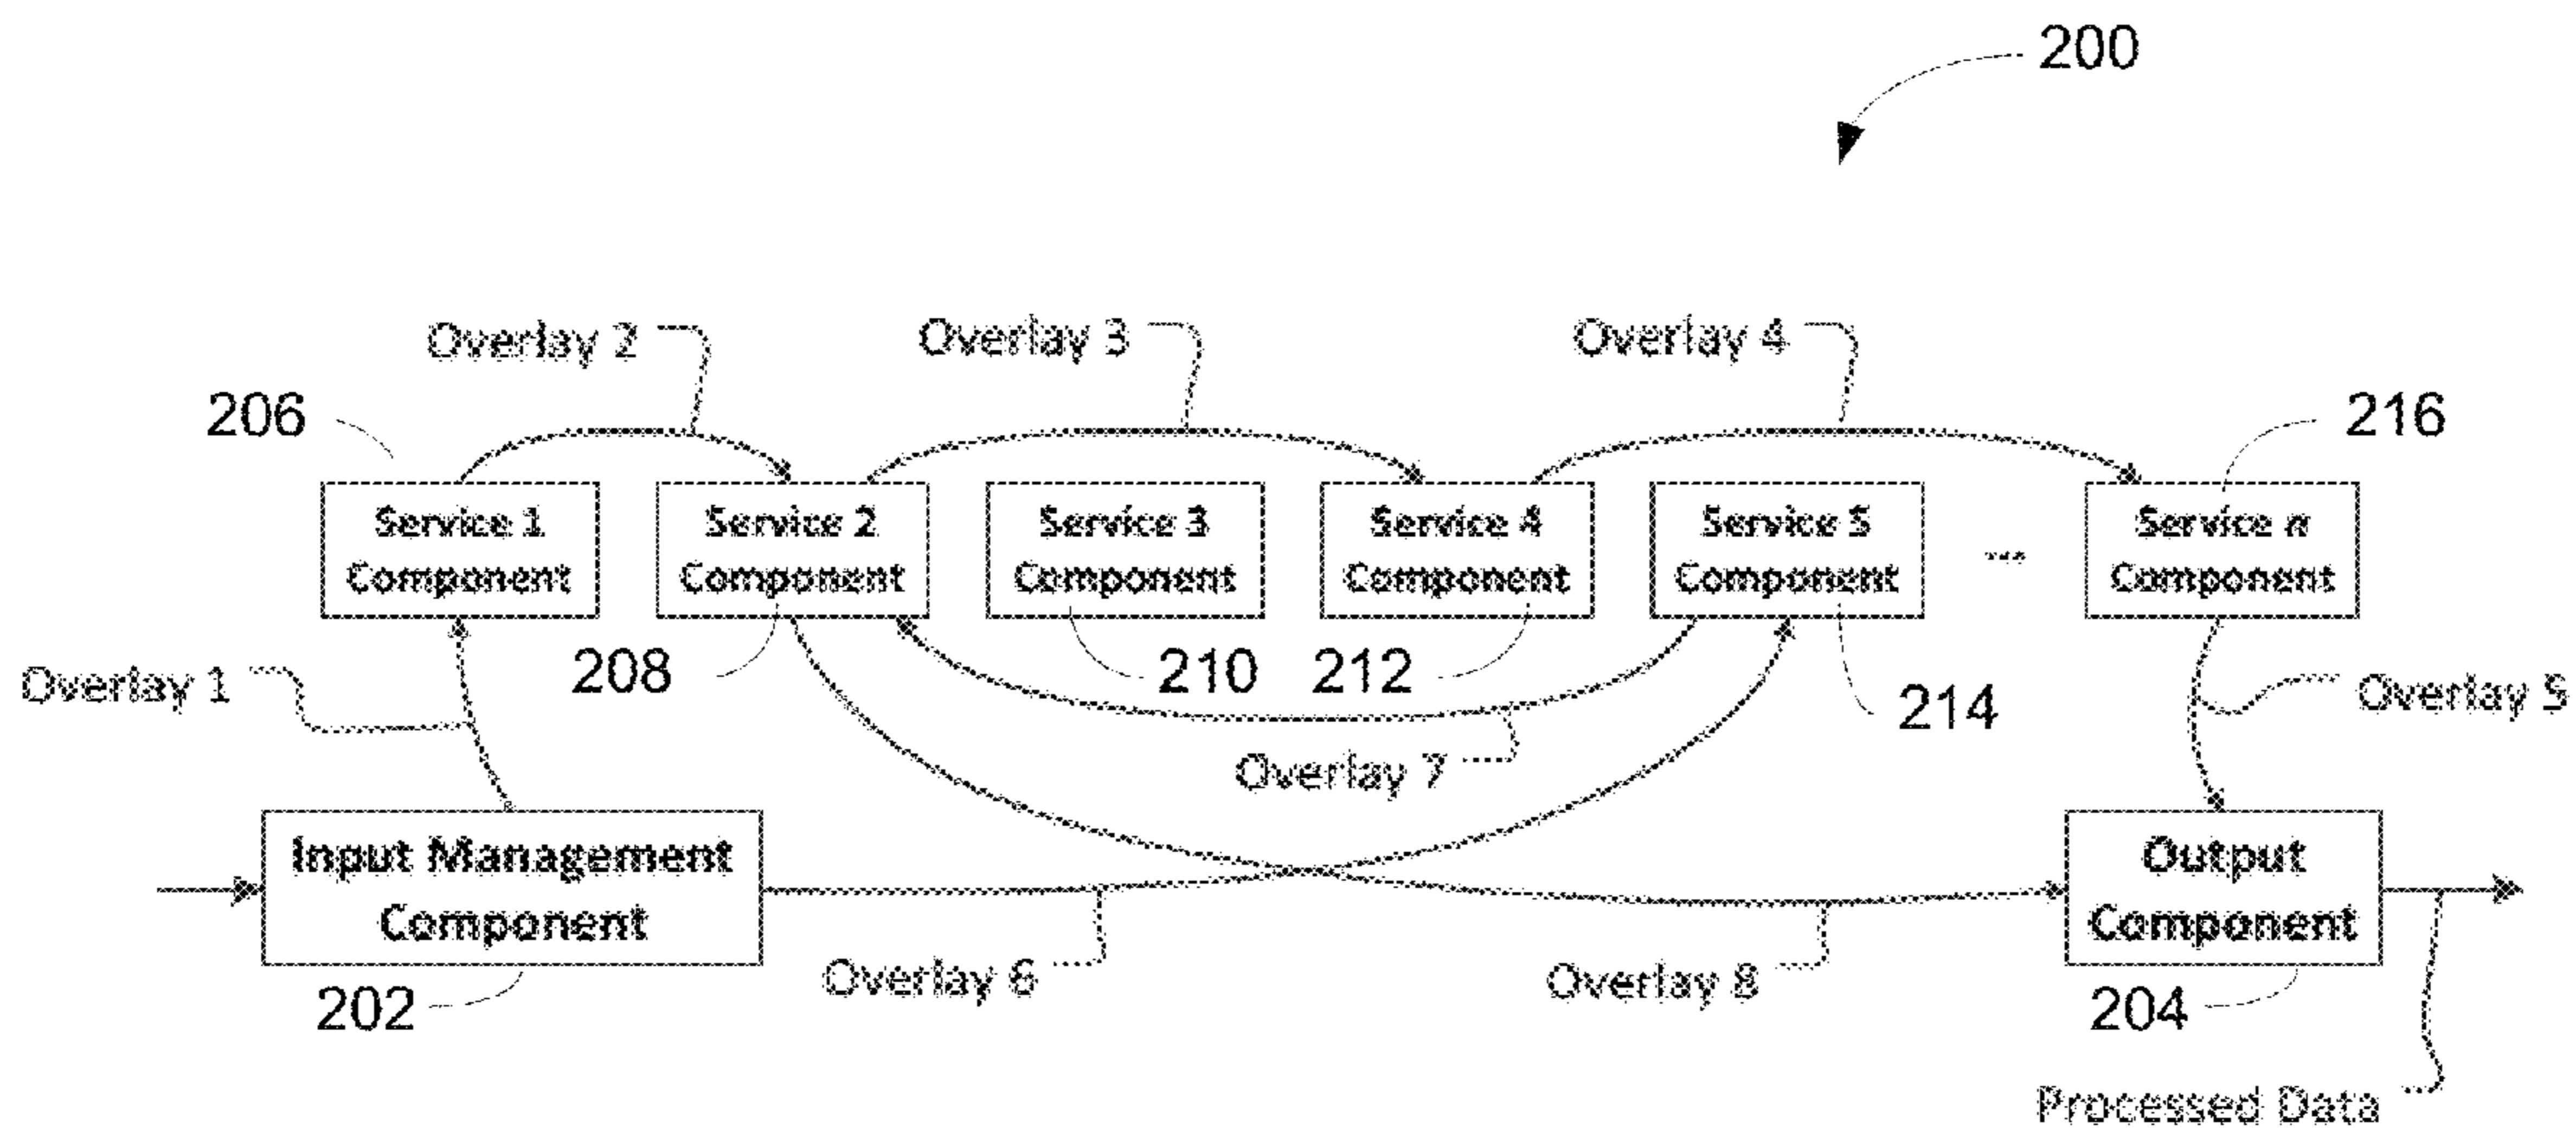 200
Overlay 2
Overlay 3
Overlay 4
206
216
Service 1
Component
Service 2
Component
Service 3
Component
Service 4
Component
Service 5
Component
...
Service n
Component
208
210
212
214
Overlay 1
Overlay 5
Overlay 7
Input Management
Component
Output
Component
202
Overlay 6
Overlay 8
204
Processed Data